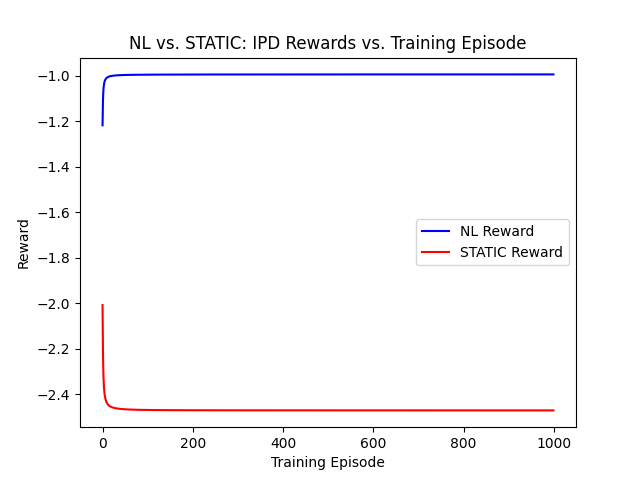 NL vs. STATIC: IPD Rewards vs. Training Episode
−1.0
−1.2
−1.4
−1.6
−1.8
−2.0
−2.2
−2.4
Reward
NL Reward
STATIC Reward
0 200 400 600 800 1000
Training Episode